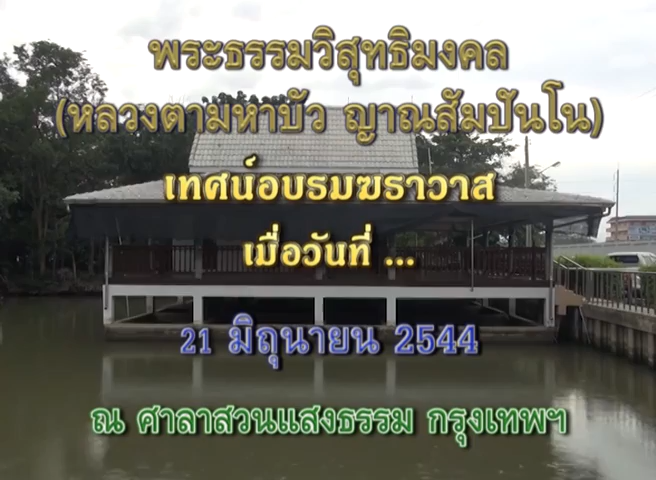 พระธรรมวิสุทธิมงคล
(หลวงตามหาบัว ญาณสัมปันโน)
เทศน์อบรมฆราวาส
เมื่อวันที่ ...
21 มิถุนายน 2544
ณ ศาลาสวนแสงธรรม กรุงเทพฯ